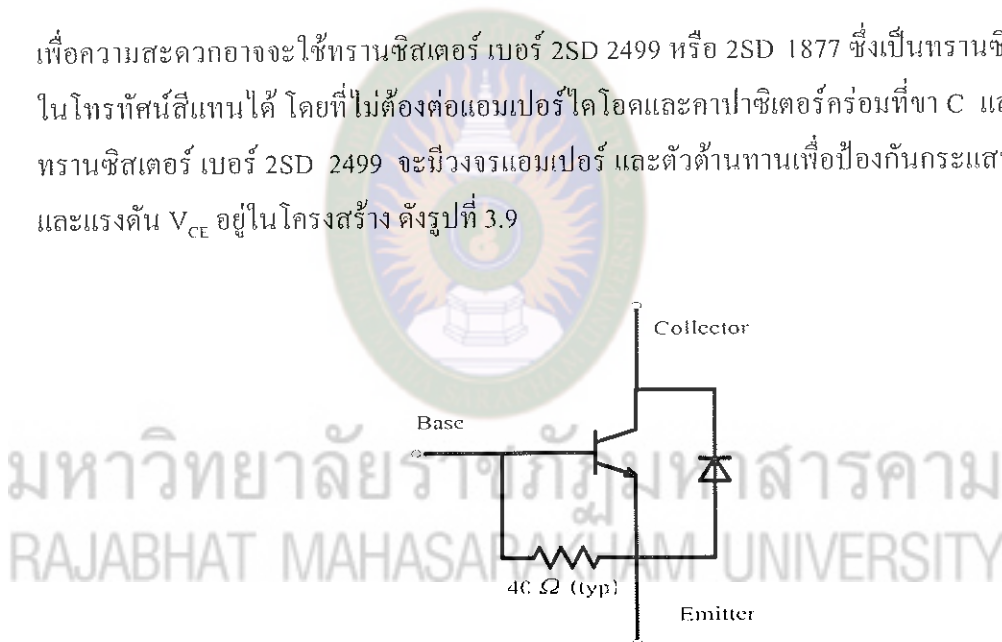 เพื่อความสะดวกอาจจะใช้ทรานซิสเตอร์ เบอร์ 2SD 2499 หรือ 2SD 1877 ซึ่งเป็นทรานซิ
ในโทรทัศน์สีแทนได้ โดยที่ไม่ต้องต่อแอมเปอร์ไดโอดและคาปาซิเตอร์คร่อมที่ขา C แล
ทรานซิสเตอร์ เบอร์ 2SD 2499 จะมีวงจรแอมเปอร์ และตัวต้านทานเพื่อป้องกันกระแส
และแรงดัน V_CE อยู่ในโครงสร้าง ดังรูปที่ 3.9
Collector
Base
มหาวิทยาลัยราชภัฏมหาสารคาม
RAJABHAT MAHASARAKHAM UNIVERSITY
40 Ω (typ)
Emitter